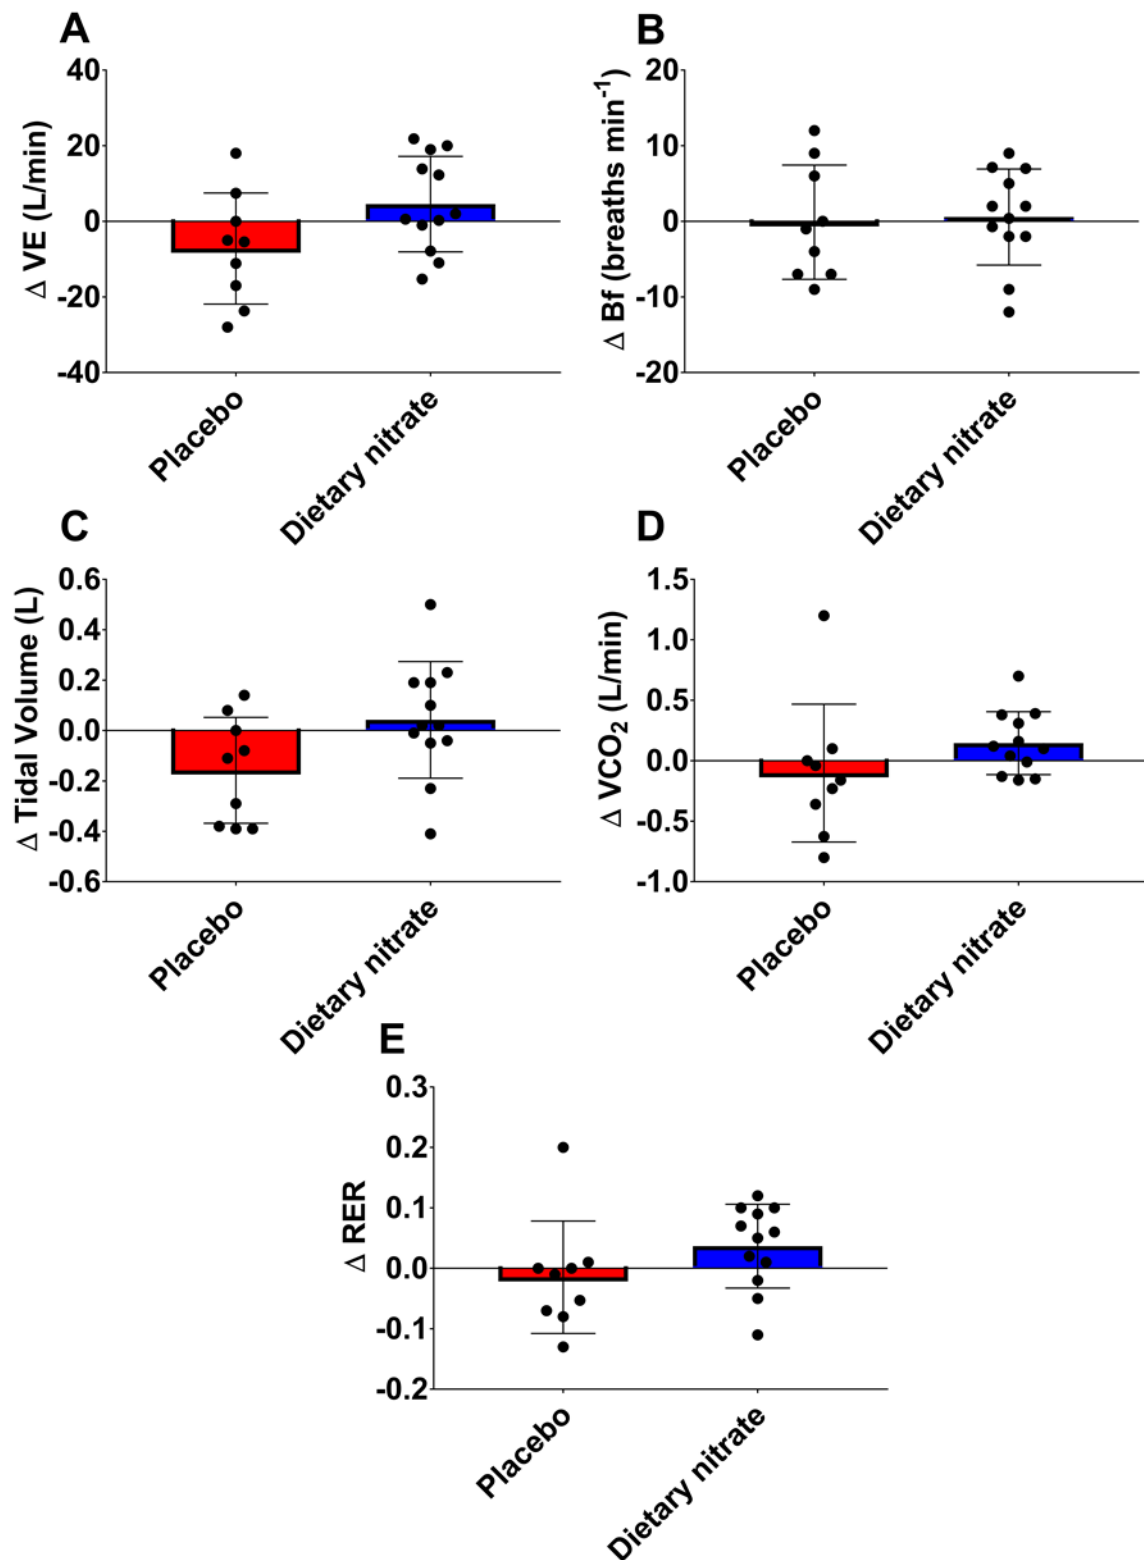 A
Δ VE (L/min)
40
20
0
-20
-40
Placebo
Dietary nitrate
B
Δ Bf (breaths min⁻¹)
20
10
0
-10
-20
Placebo
Dietary nitrate
C
Δ Tidal Volume (L)
0.6
0.4
0.2
0.0
-0.2
-0.4
-0.6
Placebo
Dietary nitrate
D
Δ VCO₂ (L/min)
1.5
1.0
0.5
0.0
-0.5
-1.0
Placebo
Dietary nitrate
E
Δ RER
0.3
0.2
0.1
0.0
-0.1
-0.2
Placebo
Dietary nitrate